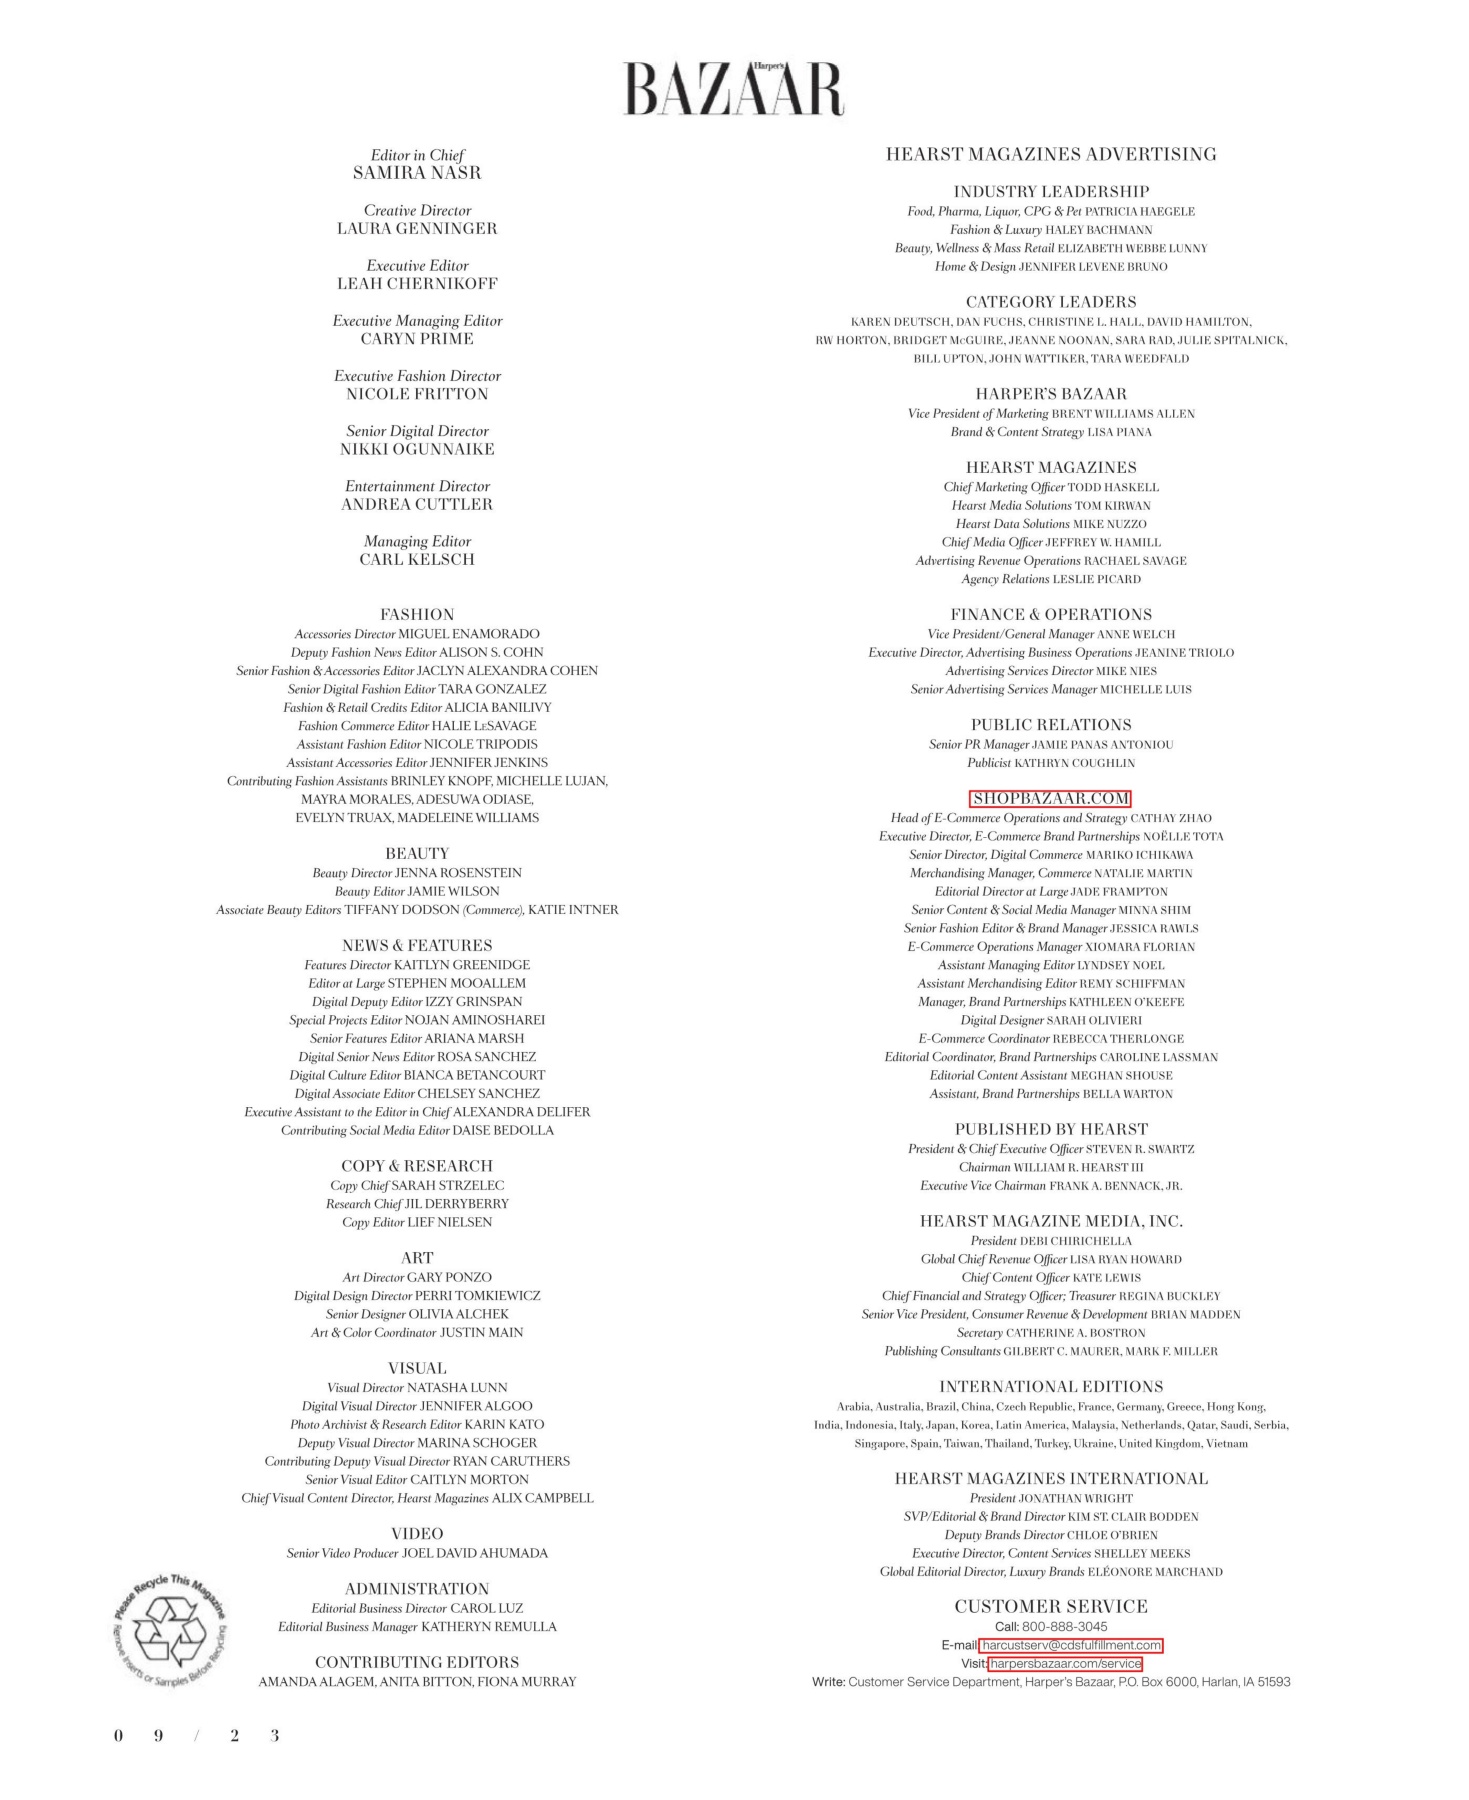 Harper's
BAZAAR
Editor in Chief
SAMIRA NASR
Creative Director
LAURA GENNINGER
Executive Editor
LEAH CHERNIKOFF
Executive Managing Editor
CARYN PRIME
Executive Fashion Director
NICOLE FRITTON
Senior Digital Director
NIKKI OGUNNAIKE
Entertainment Director
ANDREA CUTTLER
Managing Editor
CARL KELSCH
FASHION
Accessories Director MIGUEL ENAMORADO
Deputy Fashion News Editor ALISON S. COHN
Senior Fashion & Accessories Editor JACLYN ALEXANDRA COHEN
Senior Digital Fashion Editor TARA GONZALEZ
Fashion & Retail Credits Editor ALICIA BANILIVY
Fashion Commerce Editor HALIE LeSAVAGE
Assistant Fashion Editor NICOLE TRIPODIS
Assistant Accessories Editor JENNIFER JENKINS
Contributing Fashion Assistants BRINLEY KNOPF, MICHELLE LUJAN,
MAYRA MORALES, ADESUWA ODIASE,
EVELYN TRUAX, MADELEINE WILLIAMS
BEAUTY
Beauty Director JENNA ROSENSTEIN
Beauty Editor JAMIE WILSON
Associate Beauty Editors TIFFANY DODSON (Commerce), KATIE INTNER
NEWS & FEATURES
Features Director KAITLYN GREENIDGE
Editor at Large STEPHEN MOOALLEM
Digital Deputy Editor IZZY GRINSPAN
Special Projects Editor NOJAN AMINOSHAREI
Senior Features Editor ARIANA MARSH
Digital Senior News Editor ROSA SANCHEZ
Digital Culture Editor BIANCA BETANCOURT
Digital Associate Editor CHELSEY SANCHEZ
Executive Assistant to the Editor in Chief ALEXANDRA DELIFER
Contributing Social Media Editor DAISE BEDOLLA
COPY & RESEARCH
Copy Chief SARAH STRZELEC
Research Chief JIL DERRYBERRY
Copy Editor LIEF NIELSEN
ART
Art Director GARY PONZO
Digital Design Director PERRI TOMKIEWICZ
Senior Designer OLIVIA ALCHEK
Art & Color Coordinator JUSTIN MAIN
VISUAL
Visual Director NATASHA LUNN
Digital Visual Director JENNIFER ALGOO
Photo Archivist & Research Editor KARIN KATO
Deputy Visual Director MARINA SCHOGER
Contributing Deputy Visual Director RYAN CARUTHERS
Senior Visual Editor CAITLYN MORTON
Chief Visual Content Director, Hearst Magazines ALIX CAMPBELL
VIDEO
Senior Video Producer JOEL DAVID AHUMADA
ADMINISTRATION
Editorial Business Director CAROL LUZ
Editorial Business Manager KATHERYN REMULLA
CONTRIBUTING EDITORS
AMANDA ALAGEM, ANITA BITTON, FIONA MURRAY
Please Recycle This Magazine
Remove Inserts or Samples Before Recycling
09/23
HEARST MAGAZINES ADVERTISING
INDUSTRY LEADERSHIP
Food, Pharma, Liquor, CPG & Pet PATRICIA HAEGELE
Fashion & Luxury HALEY BACHMANN
Beauty, Wellness & Mass Retail ELIZABETH WEBBE LUNNY
Home & Design JENNIFER LEVENE BRUNO
CATEGORY LEADERS
KAREN DEUTSCH, DAN FUCHS, CHRISTINE L. HALL, DAVID HAMILTON,
RW HORTON, BRIDGET McGUIRE, JEANNE NOONAN, SARA RAD, JULIE SPITALNICK,
BILL UPTON, JOHN WATTIKER, TARA WEEDFALD
HARPER'S BAZAAR
Vice President of Marketing BRENT WILLIAMS ALLEN
Brand & Content Strategy LISA PIANA
HEARST MAGAZINES
Chief Marketing Officer TODD HASKELL
Hearst Media Solutions TOM KIRWAN
Hearst Data Solutions MIKE NUZZO
Chief Media Officer JEFFREY W. HAMILL
Advertising Revenue Operations RACHAEL SAVAGE
Agency Relations LESLIE PICARD
FINANCE & OPERATIONS
Vice President/General Manager ANNE WELCH
Executive Director, Advertising Business Operations JEANINE TRIOLO
Advertising Services Director MIKE NIES
Senior Advertising Services Manager MICHELLE LUIS
PUBLIC RELATIONS
Senior PR Manager JAMIE PANAS ANTONIOU
Publicist KATHRYN COUGHLIN
SHOPBAZAAR.COM
Head of E-Commerce Operations and Strategy CATHAY ZHAO
Executive Director, E-Commerce Brand Partnerships NOËLLE TOTA
Senior Director, Digital Commerce MARIKO ICHIKAWA
Merchandising Manager, Commerce NATALIE MARTIN
Editorial Director at Large JADE FRAMPTON
Senior Content & Social Media Manager MINNA SHIM
Senior Fashion Editor & Brand Manager JESSICA RAWLS
E-Commerce Operations Manager XIOMARA FLORIAN
Assistant Managing Editor LYNDSEY NOEL
Assistant Merchandising Editor REMY SCHIFFMAN
Manager, Brand Partnerships KATHLEEN O'KEEFE
Digital Designer SARAH OLIVIERI
E-Commerce Coordinator REBECCA THERLONGE
Editorial Coordinator, Brand Partnerships CAROLINE LASSMAN
Editorial Content Assistant MEGHAN SHOUSE
Assistant, Brand Partnerships BELLA WARTON
PUBLISHED BY HEARST
President & Chief Executive Officer STEVEN R. SWARTZ
Chairman WILLIAM R. HEARST III
Executive Vice Chairman FRANK A. BENNACK, JR.
HEARST MAGAZINE MEDIA, INC.
President DEBI CHIRICHELLA
Global Chief Revenue Officer LISA RYAN HOWARD
Chief Content Officer KATE LEWIS
Chief Financial and Strategy Officer; Treasurer REGINA BUCKLEY
Senior Vice President, Consumer Revenue & Development BRIAN MADDEN
Secretary CATHERINE A. BOSTRON
Publishing Consultants GILBERT C. MAURER, MARK F. MILLER
INTERNATIONAL EDITIONS
Arabia, Australia, Brazil, China, Czech Republic, France, Germany, Greece, Hong Kong,
India, Indonesia, Italy, Japan, Korea, Latin America, Malaysia, Netherlands, Qatar, Saudi, Serbia,
Singapore, Spain, Taiwan, Thailand, Turkey, Ukraine, United Kingdom, Vietnam
HEARST MAGAZINES INTERNATIONAL
President JONATHAN WRIGHT
SVP/Editorial & Brand Director KIM ST. CLAIR BODDEN
Deputy Brands Director CHLOE O'BRIEN
Executive Director, Content Services SHELLEY MEEKS
Global Editorial Director, Luxury Brands ELÉONORE MARCHAND
CUSTOMER SERVICE
Call: 800-888-3045
E-mail: harcustserv@cdsfulfillment.com
Visit: harpersbazaar.com/service
Write: Customer Service Department, Harper's Bazaar, P.O. Box 6000, Harlan, IA 51593